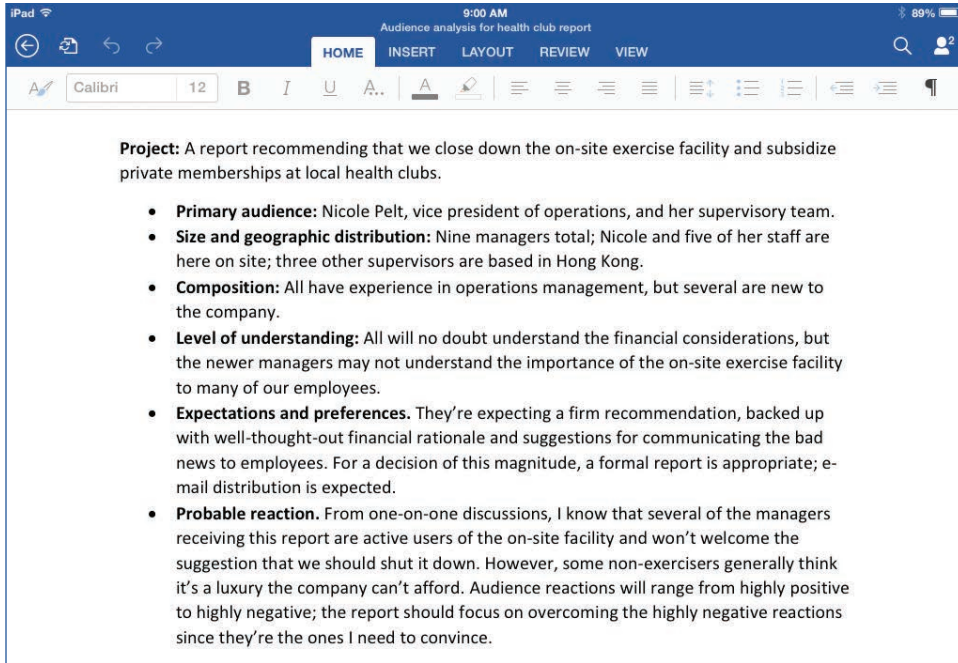 iPad 9:00 AM 89%
Audience analysis for health club report
HOME INSERT LAYOUT REVIEW VIEW 2
Calibri 12 B I U A.. A ¶
Project: A report recommending that we close down the on-site exercise facility and subsidize
private memberships at local health clubs.
• Primary audience: Nicole Pelt, vice president of operations, and her supervisory team.
• Size and geographic distribution: Nine managers total; Nicole and five of her staff are
here on site; three other supervisors are based in Hong Kong.
• Composition: All have experience in operations management, but several are new to
the company.
• Level of understanding: All will no doubt understand the financial considerations, but
the newer managers may not understand the importance of the on-site exercise facility
to many of our employees.
• Expectations and preferences. They’re expecting a firm recommendation, backed up
with well-thought-out financial rationale and suggestions for communicating the bad
news to employees. For a decision of this magnitude, a formal report is appropriate; e-
mail distribution is expected.
• Probable reaction. From one-on-one discussions, I know that several of the managers
receiving this report are active users of the on-site facility and won’t welcome the
suggestion that we should shut it down. However, some non-exercisers generally think
it’s a luxury the company can’t afford. Audience reactions will range from highly positive
to highly negative; the report should focus on overcoming the highly negative reactions
since they’re the ones I need to convince.